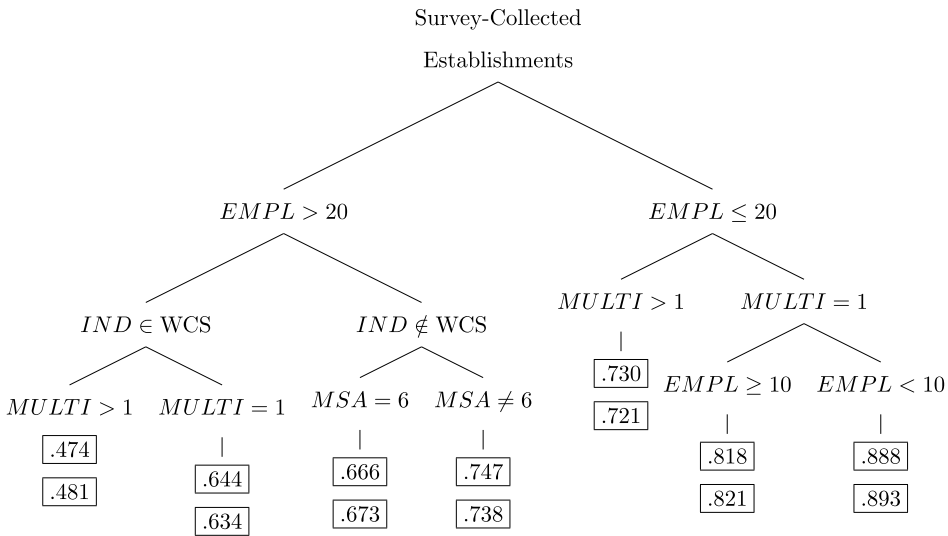 Survey-Collected
Establishments
EMPL > 20
EMPL ≤ 20
MULTI > 1
MULTI = 1
IND ∈ WCS
IND ∉ WCS
.730
.721
EMPL ≥ 10
EMPL < 10
MULTI > 1
MULTI = 1
MSA = 6
MSA ≠ 6
.474
.481
.644
.634
.666
.673
.747
.738
.818
.821
.888
.893